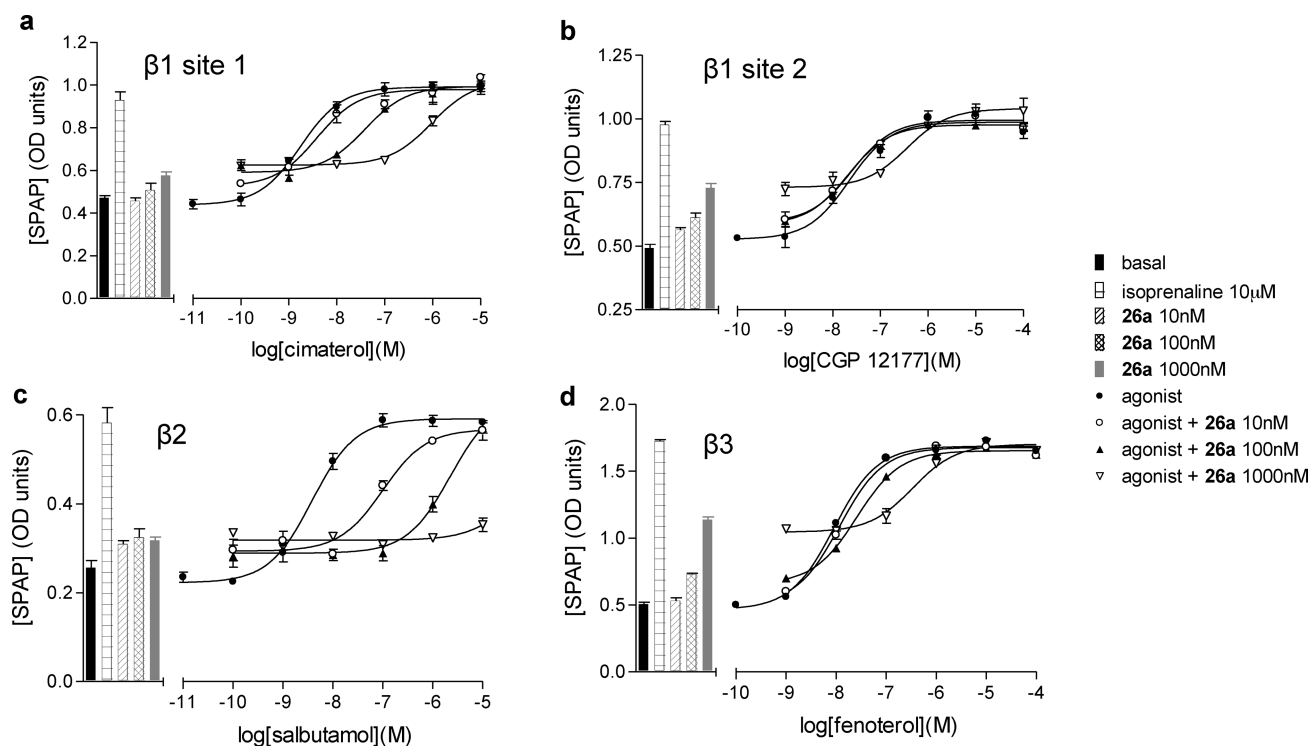 a
β1 site 1
[SPAP] (OD units)
1.2
1.0
0.8
0.6
0.4
0.2
0.0
-11 -10 -9 -8 -7 -6 -5
log[cimaterol](M)
b
β1 site 2
[SPAP] (OD units)
1.25
1.00
0.75
0.50
0.25
-10 -9 -8 -7 -6 -5 -4
log[CGP 12177](M)
c
β2
[SPAP] (OD units)
0.6
0.4
0.2
0.0
-11 -10 -9 -8 -7 -6 -5
log[salbutamol](M)
d
β3
[SPAP] (OD units)
2.0
1.5
1.0
0.5
0.0
-10 -9 -8 -7 -6 -5 -4
log[fenoterol](M)
basal
isoprenaline 10μM
26a 10nM
26a 100nM
26a 1000nM
agonist
agonist + 26a 10nM
agonist + 26a 100nM
agonist + 26a 1000nM